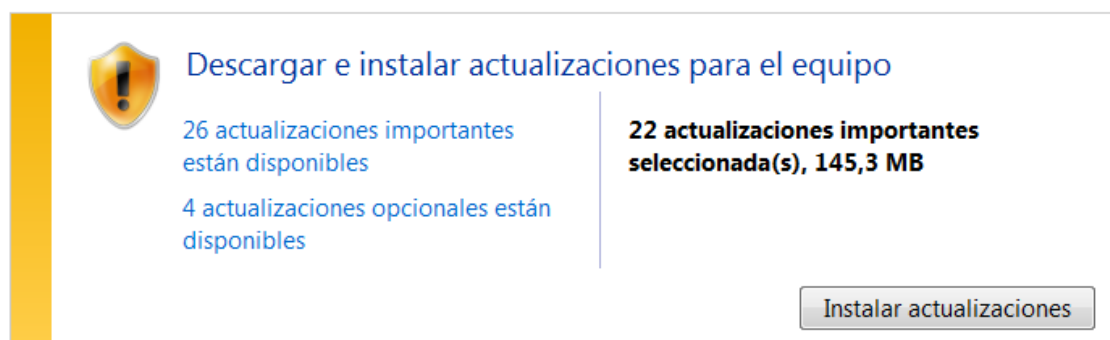 Descargar e instalar actualizaciones para el equipo
26 actualizaciones importantes
están disponibles
4 actualizaciones opcionales están
disponibles
22 actualizaciones importantes
seleccionada(s), 145,3 MB
Instalar actualizaciones